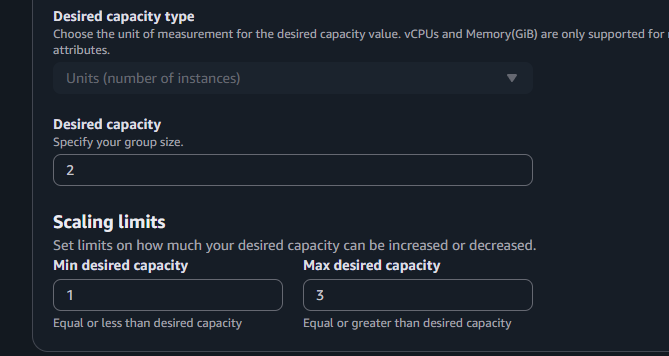 Desired capacity type
Choose the unit of measurement for the desired capacity value. vCPUs and Memory(GiB) are only supported for
attributes.
Units (number of instances)
Desired capacity
Specify your group size.
2
Scaling limits
Set limits on how much your desired capacity can be increased or decreased.
Min desired capacity
Max desired capacity
1
3
Equal or less than desired capacity
Equal or greater than desired capacity